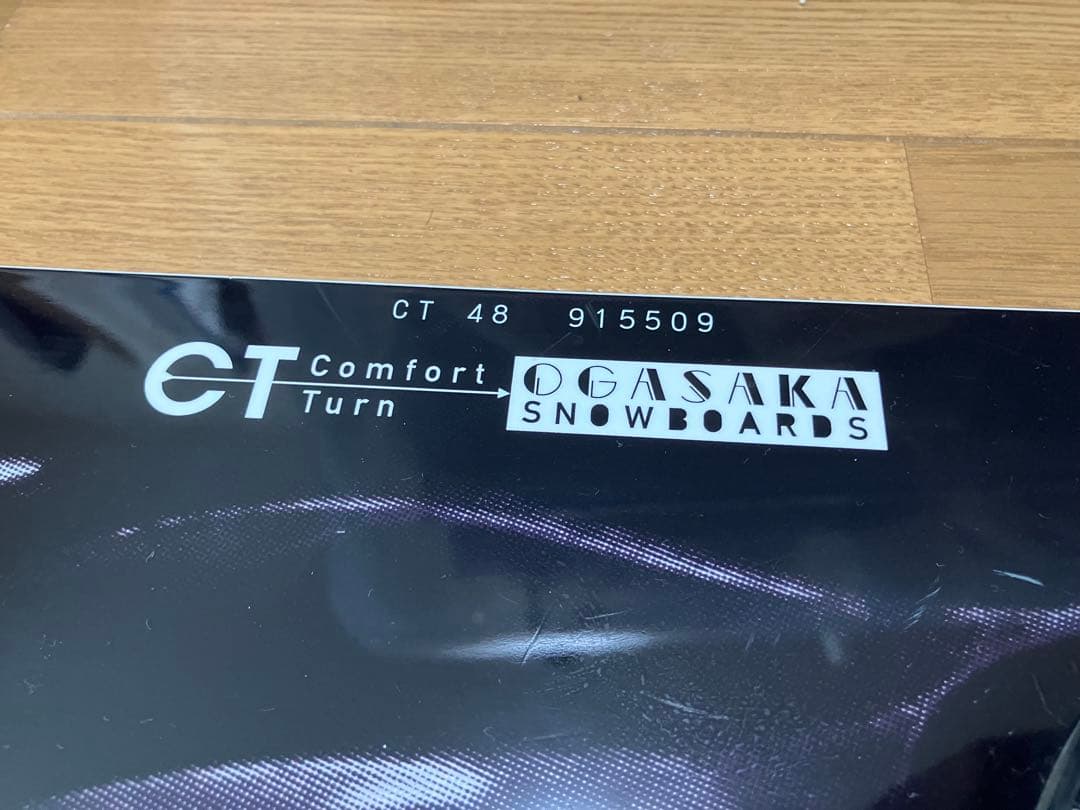 CT 48 915509
CT Comfort Turn
OGASAKA
SNOWBOARDS